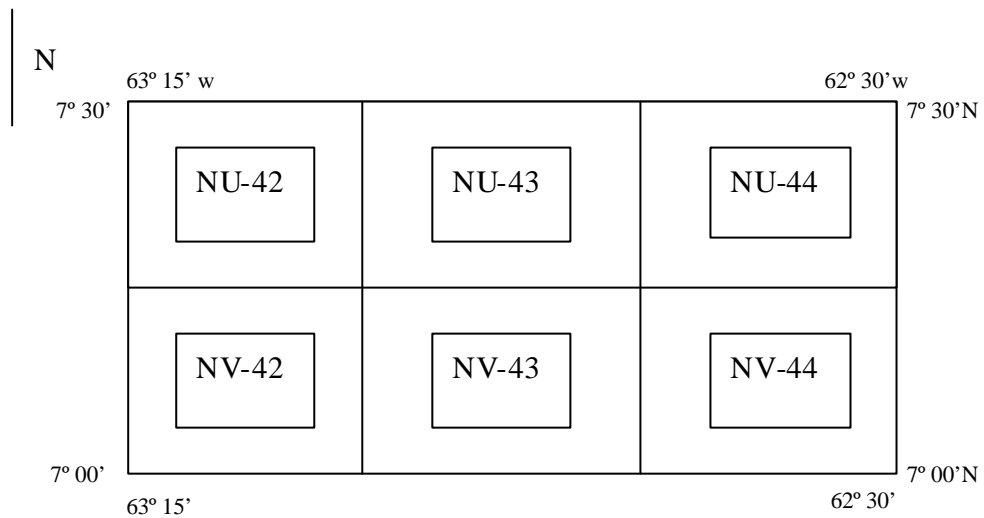 N
63º 15’ w 62º 30’w
7º 30’ 7º 30’N
NU-42 NU-43 NU-44
NV-42 NV-43 NV-44
7º 00’ 7º 00’N
63º 15’ 62º 30’